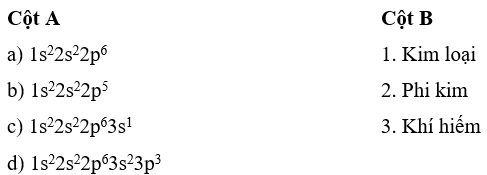 Cột A Cột B
a) 1s²2s²2p⁶ 1. Kim loại
b) 1s²2s²2p⁵ 2. Phi kim
c) 1s²2s²2p⁶3s¹ 3. Khí hiếm
d) 1s²2s²2p⁶3s²3p³